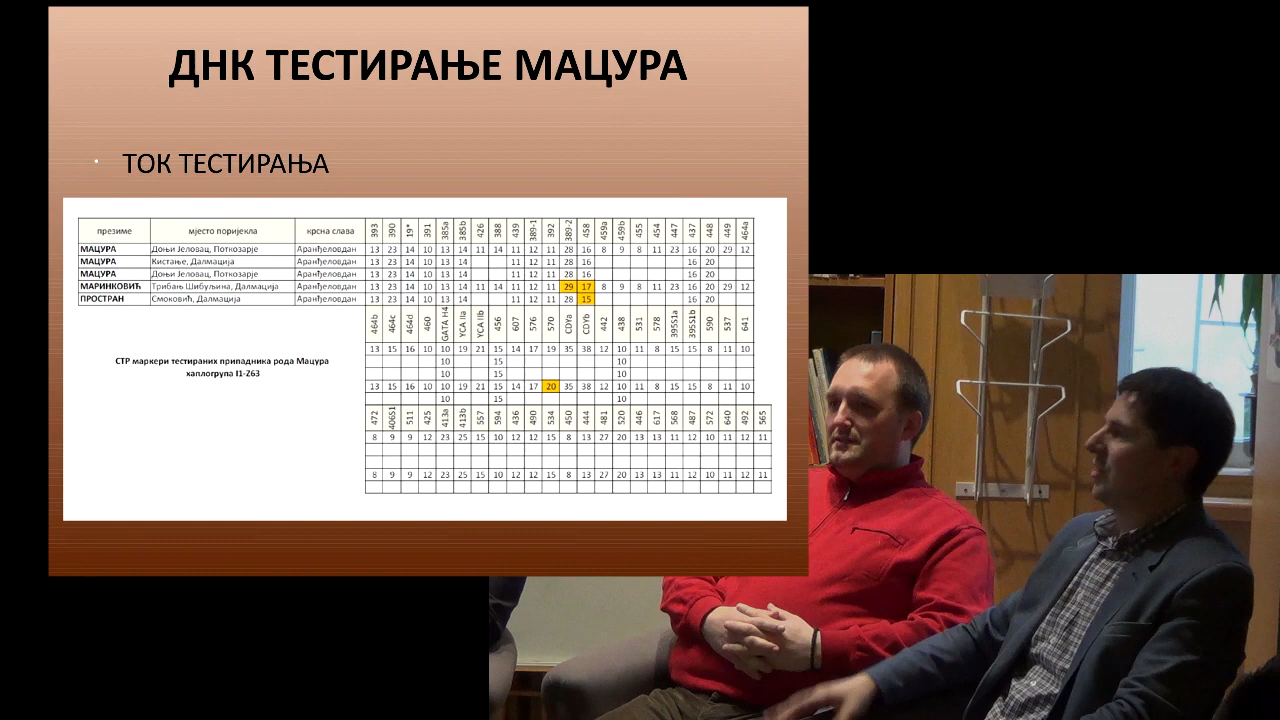 ДНК ТЕСТИРАЊЕ МАЦУРА
ТОК ТЕСТИРАЊА
презиме мјесто поријекла крсна слава 393 390 19* 391 385a 385b 426 388 439 389-1 392 389-2 458 459a 459b 455 454 447 437 448 449 464a
МАЦУРА Доњи Јеловац, Поткозарје Аранђеловдан 13 23 14 10 13 14 11 14 11 12 11 28 16 8 9 8 11 23 16 20 29 12
МАЦУРА Кистање, Далмација Аранђеловдан 13 23 14 10 13 14 11 12 11 28 16 16 20
МАЦУРА Доњи Јеловац, Поткозарје Аранђеловдан 13 23 14 10 13 14 11 12 11 28 16 16 20
МАРИНКОВИЋ Трибањ Шибуљина, Далмација Аранђеловдан 13 23 14 10 13 14 11 14 11 12 11 29 17 8 9 8 11 23 16 20 29 12
ПРОСТРАН Смоковић, Далмација Аранђеловдан 13 23 14 10 13 14 11 12 11 28 15 16 20
464b 464c 464d 460 GATA H4 YCA IIa YCA IIb 456 607 576 570 CDYa CDYb 442 438 531 578 395S1a 395S1b 590 537 641
13 15 16 10 10 19 21 15 14 17 19 35 38 12 10 11 8 15 15 8 11 10
СТР маркери тестираних припадника рода Мацура
10 15 10
хаплогрупа I1-Z63
10 15 10
13 15 16 10 10 19 21 15 14 17 20 35 38 12 10 11 8 15 15 8 11 10
10 15 10
472 406S1 511 425 413a 413b 557 594 436 490 534 450 444 481 520 446 617 568 487 572 640 492 565
8 9 9 12 23 25 15 10 12 12 15 8 13 27 20 13 13 11 12 10 11 12 11
8 9 9 12 23 25 15 10 12 12 15 8 13 27 20 13 13 11 12 10 11 12 11